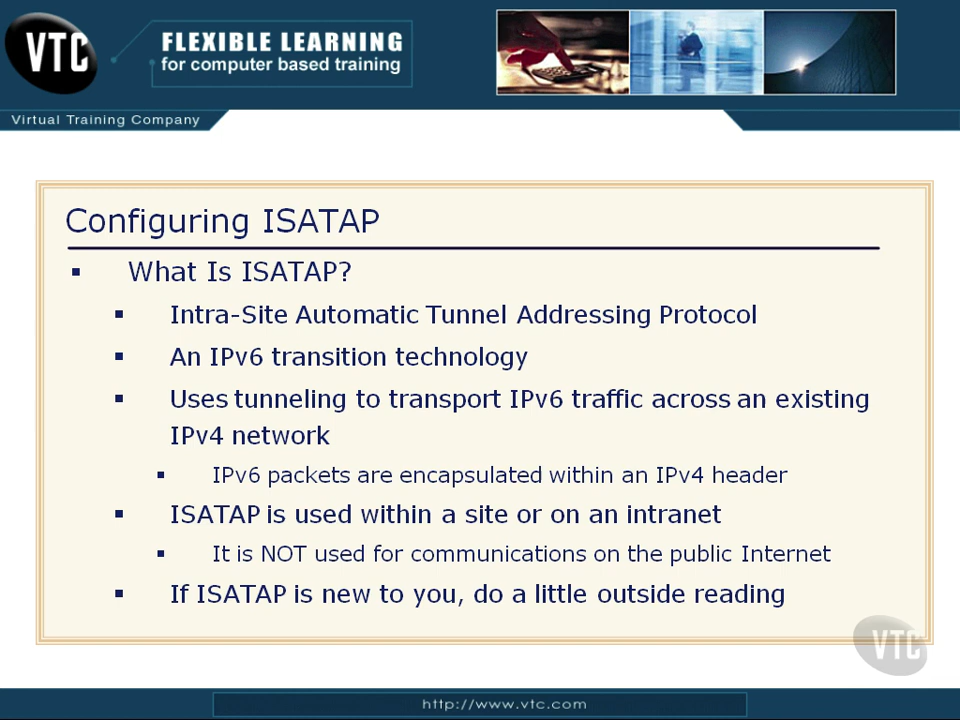 VTC
FLEXIBLE LEARNING
for computer based training
Virtual Training Company
Configuring ISATAP
What Is ISATAP?
Intra-Site Automatic Tunnel Addressing Protocol
An IPv6 transition technology
Uses tunneling to transport IPv6 traffic across an existing
IPv4 network
IPv6 packets are encapsulated within an IPv4 header
ISATAP is used within a site or on an intranet
It is NOT used for communications on the public Internet
If ISATAP is new to you, do a little outside reading
VTC
http://www.vtc.com